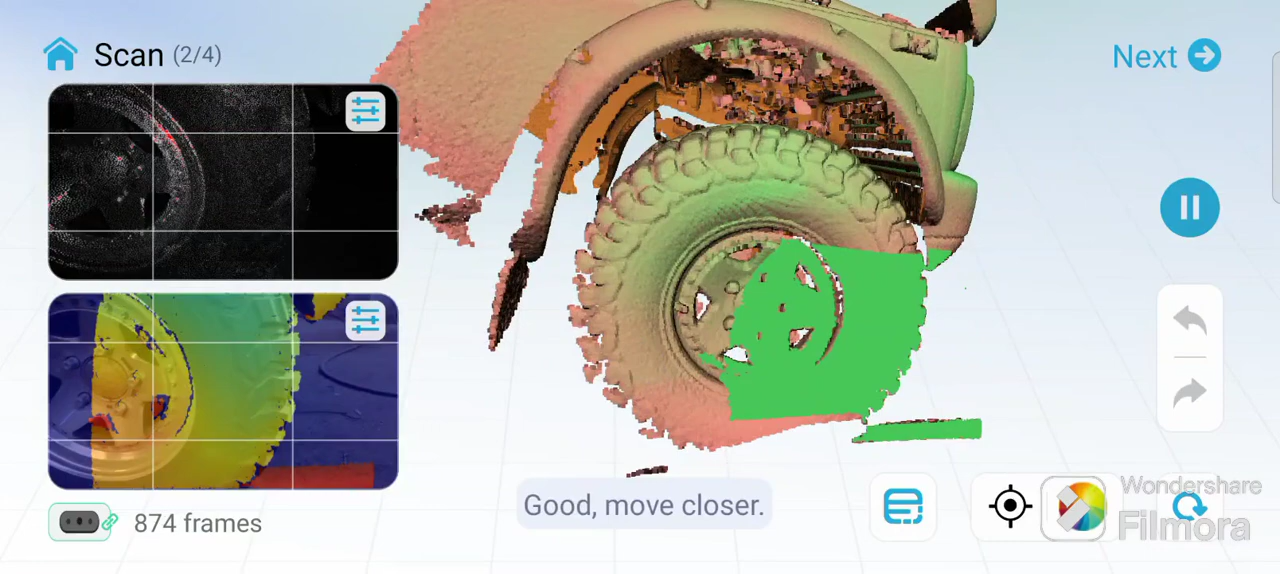 Scan (2/4)
Next
Good, move closer.
874 frames
Wondershare
Filmora